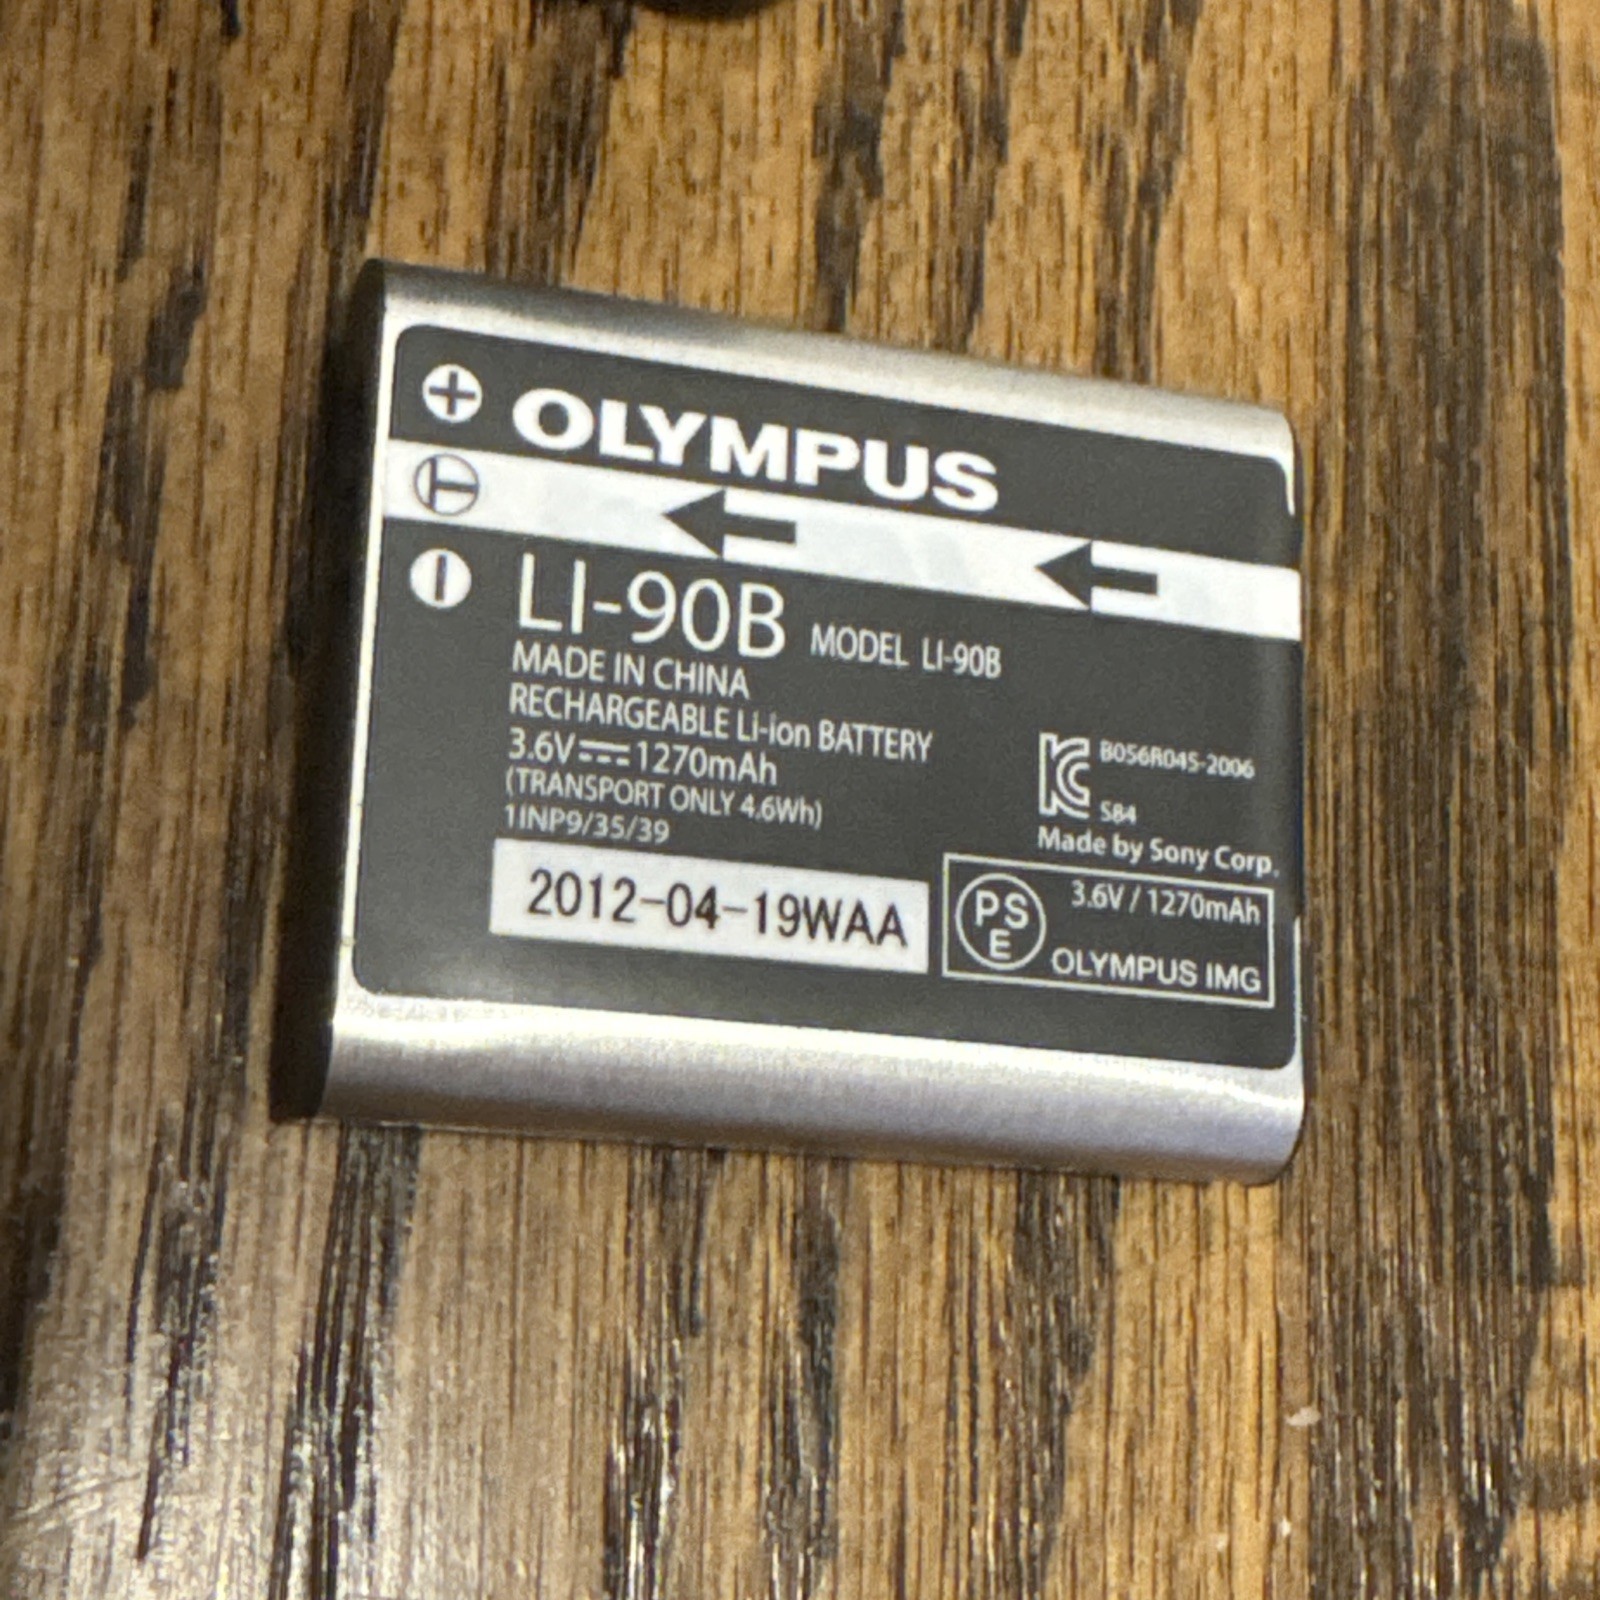 OLYMPUS
LI-90B MODEL LI-90B
MADE IN CHINA
RECHARGEABLE Li-ion BATTERY
3.6V⎓1270mAh
(TRANSPORT ONLY 4.6Wh)
1INP9/35/39
2012-04-19WAA
B056R045-2006
S84
Made by Sony Corp.
PS
E
3.6V / 1270mAh
OLYMPUS IMG